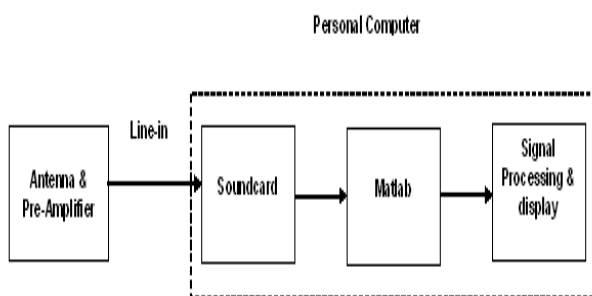 Personal Computer
Line-in
Antenna &
Pre-Amplifier
Soundcard
Matlab
Signal
Processing &
display